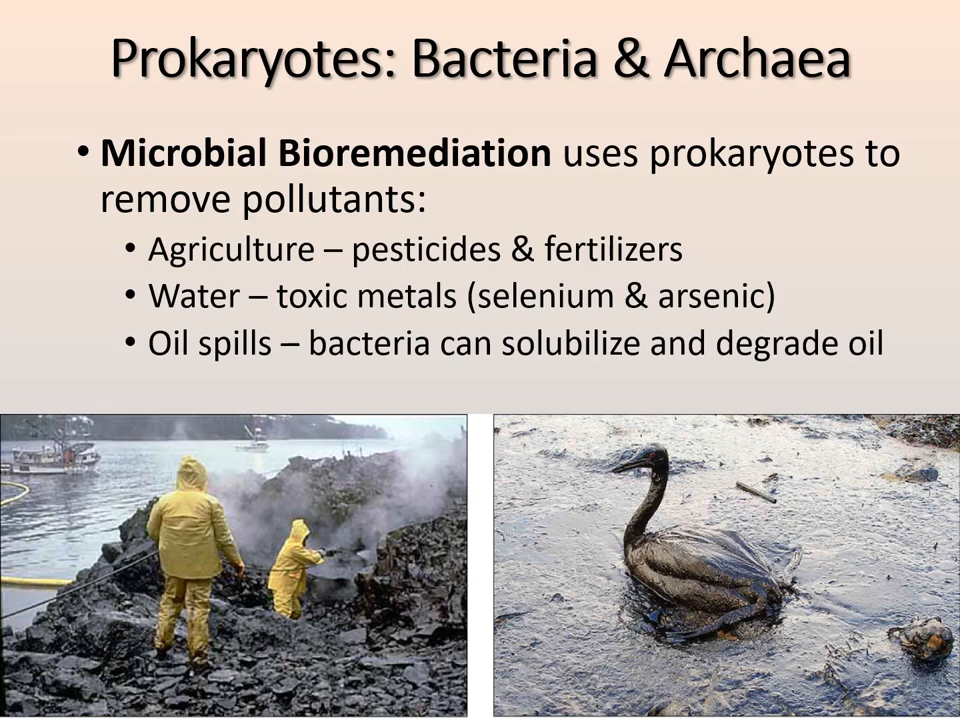 Prokaryotes: Bacteria & Archaea
• Microbial Bioremediation uses prokaryotes to
remove pollutants:
• Agriculture – pesticides & fertilizers
• Water – toxic metals (selenium & arsenic)
• Oil spills – bacteria can solubilize and degrade oil